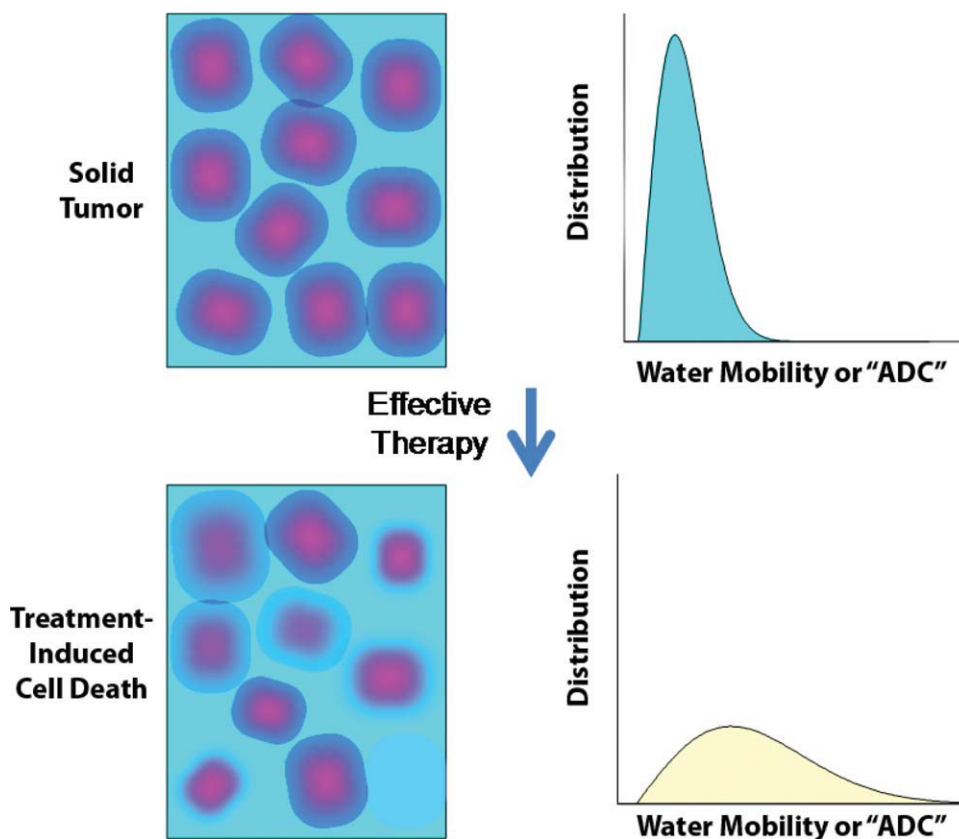 Solid
Tumor
Distribution
Water Mobility or “ADC”
Effective
Therapy
Treatment-
Induced
Cell Death
Distribution
Water Mobility or “ADC”